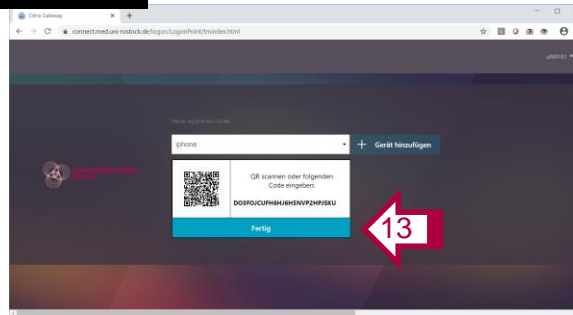 Citrix Gateway
connect.med.uni-rostock.de/logon/LogonPoint/tmindex.html
iphone
Gerät hinzufügen
QR scannen oder folgenden
Code eingeben:
Fertig
13